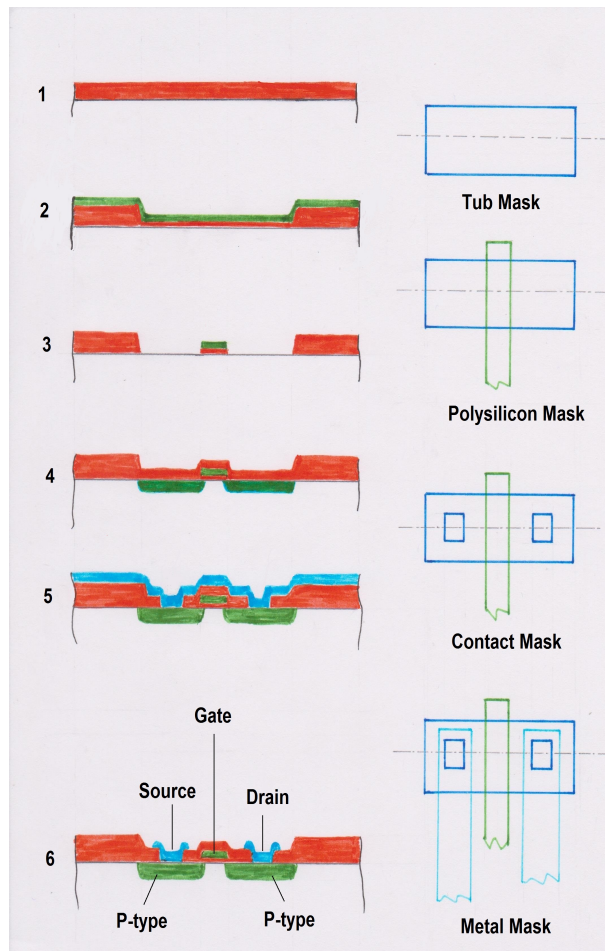 1
Tub Mask
2
3
Polysilicon Mask
4
5
Contact Mask
Gate
Source
Drain
6
P-type
P-type
Metal Mask